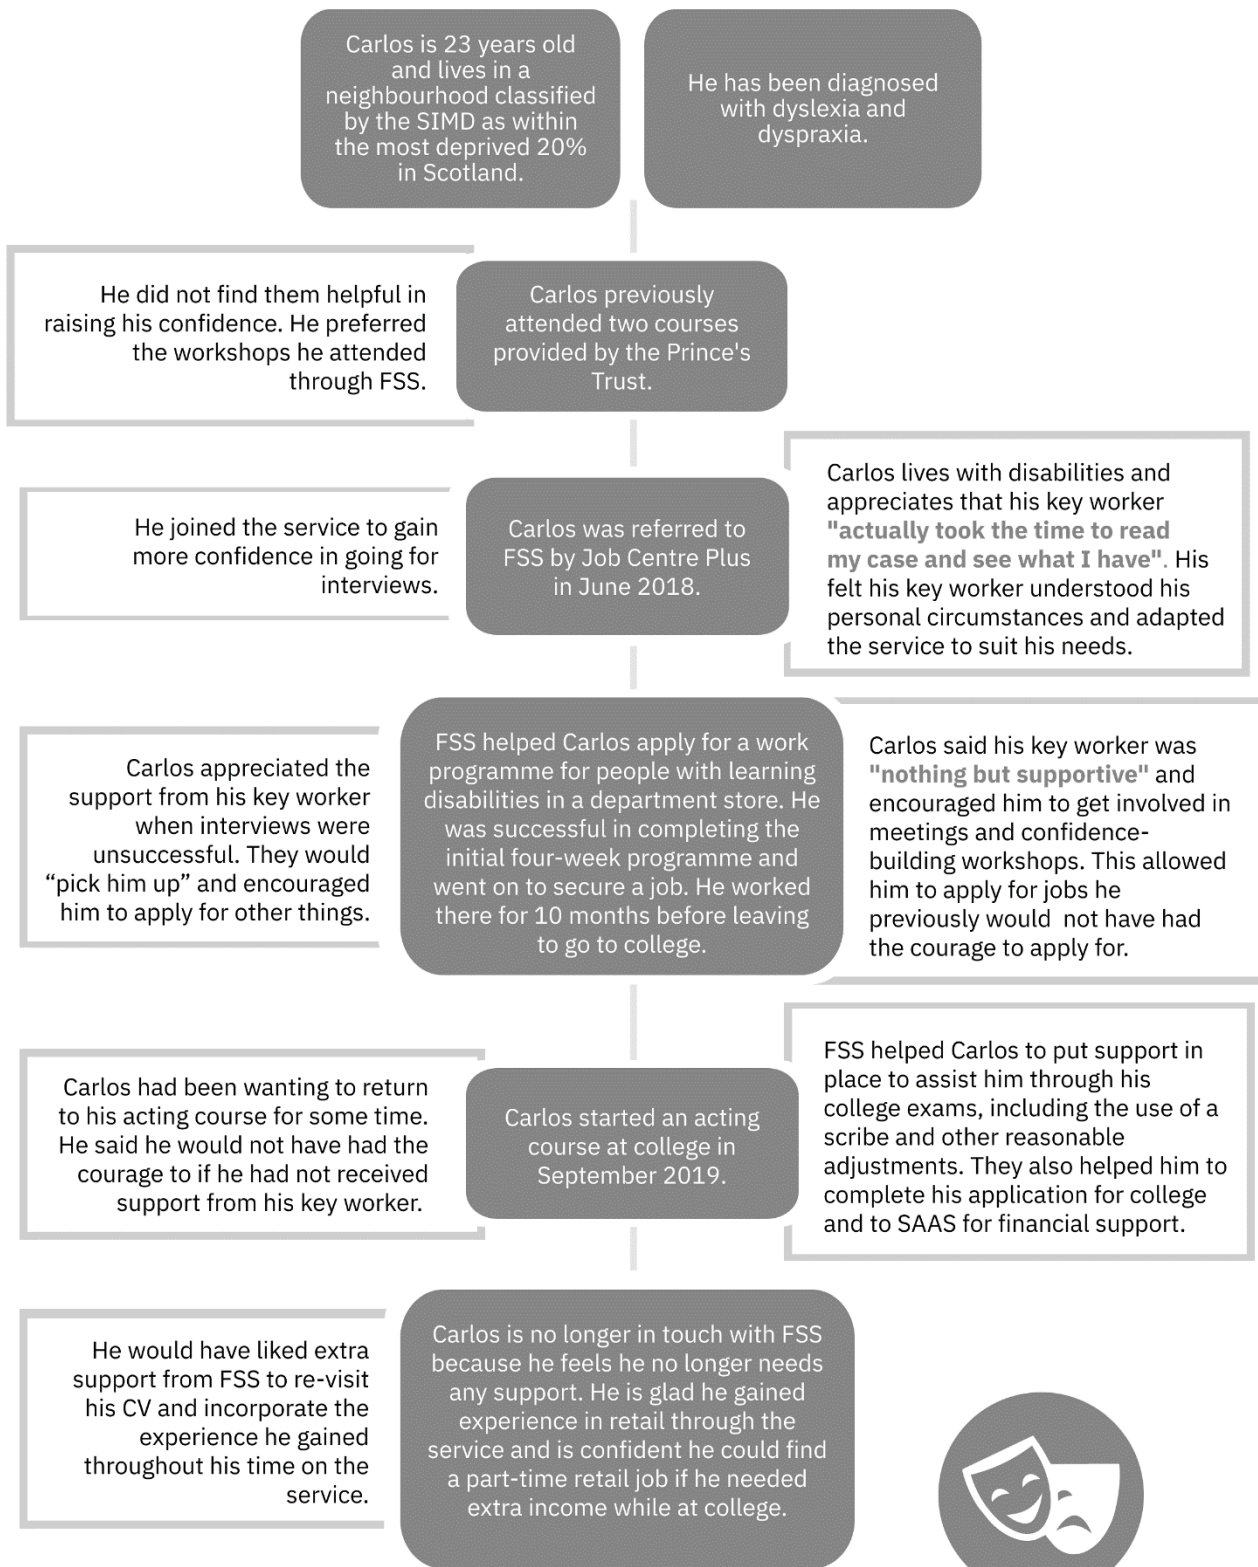 Carlos is 23 years old
and lives in a
neighbourhood classified
by the SIMD as within
the most deprived 20%
in Scotland.
He has been diagnosed
with dyslexia and
dyspraxia.
He did not find them helpful in
raising his confidence. He preferred
the workshops he attended
through FSS.
Carlos previously
attended two courses
provided by the Prince's
Trust.
He joined the service to gain
more confidence in going for
interviews.
Carlos was referred to
FSS by Job Centre Plus
in June 2018.
Carlos lives with disabilities and
appreciates that his key worker
"actually took the time to read
my case and see what I have". His
felt his key worker understood his
personal circumstances and adapted
the service to suit his needs.
Carlos appreciated the
support from his key worker
when interviews were
unsuccessful. They would
“pick him up” and encouraged
him to apply for other things.
FSS helped Carlos apply for a work
programme for people with learning
disabilities in a department store. He
was successful in completing the
initial four-week programme and
went on to secure a job. He worked
there for 10 months before leaving
to go to college.
Carlos said his key worker was
"nothing but supportive" and
encouraged him to get involved in
meetings and confidence-
building workshops. This allowed
him to apply for jobs he
previously would  not have had
the courage to apply for.
Carlos had been wanting to return
to his acting course for some time.
He said he would not have had the
courage to if he had not received
support from his key worker.
Carlos started an acting
course at college in
September 2019.
FSS helped Carlos to put support in
place to assist him through his
college exams, including the use of a
scribe and other reasonable
adjustments. They also helped him to
complete his application for college
and to SAAS for financial support.
He would have liked extra
support from FSS to re-visit
his CV and incorporate the
experience he gained
throughout his time on the
service.
Carlos is no longer in touch with FSS
because he feels he no longer needs
any support. He is glad he gained
experience in retail through the
service and is confident he could find
a part-time retail job if he needed
extra income while at college.